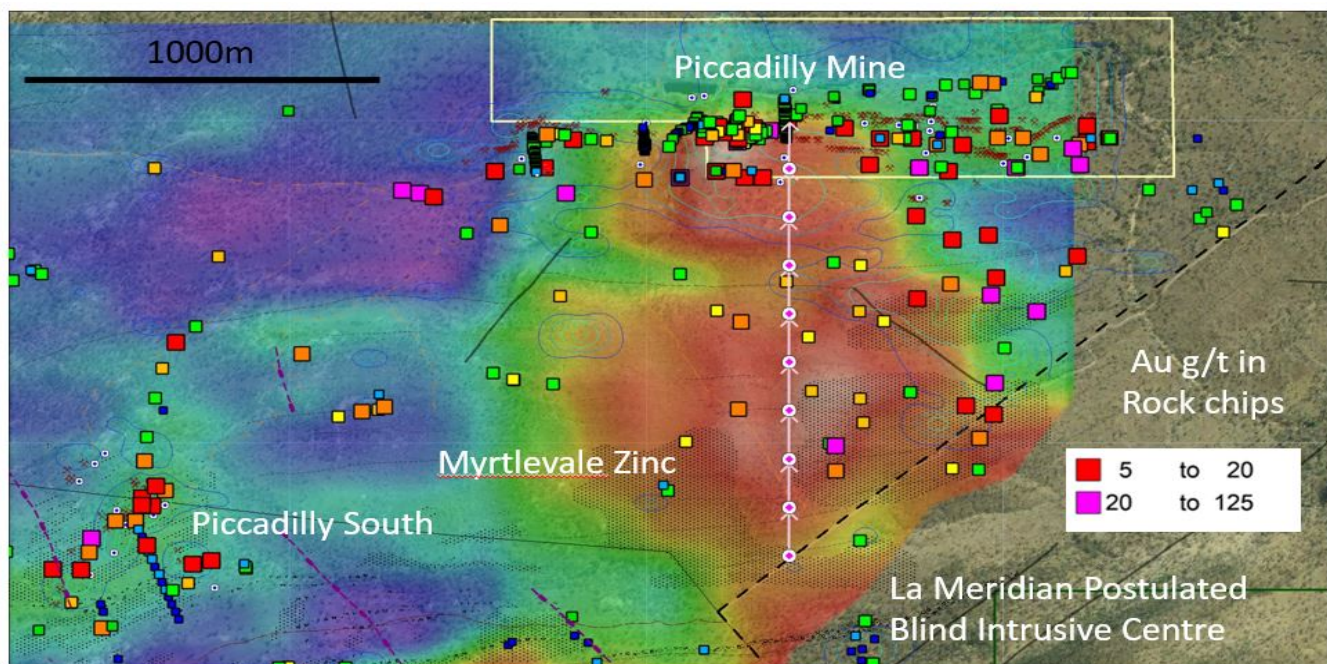 1000m
Piccadilly Mine
Au g/t in
Rock chips
5 to 20
20 to 125
Myrtlevale Zinc
Piccadilly South
La Meridian Postulated
Blind Intrusive Centre